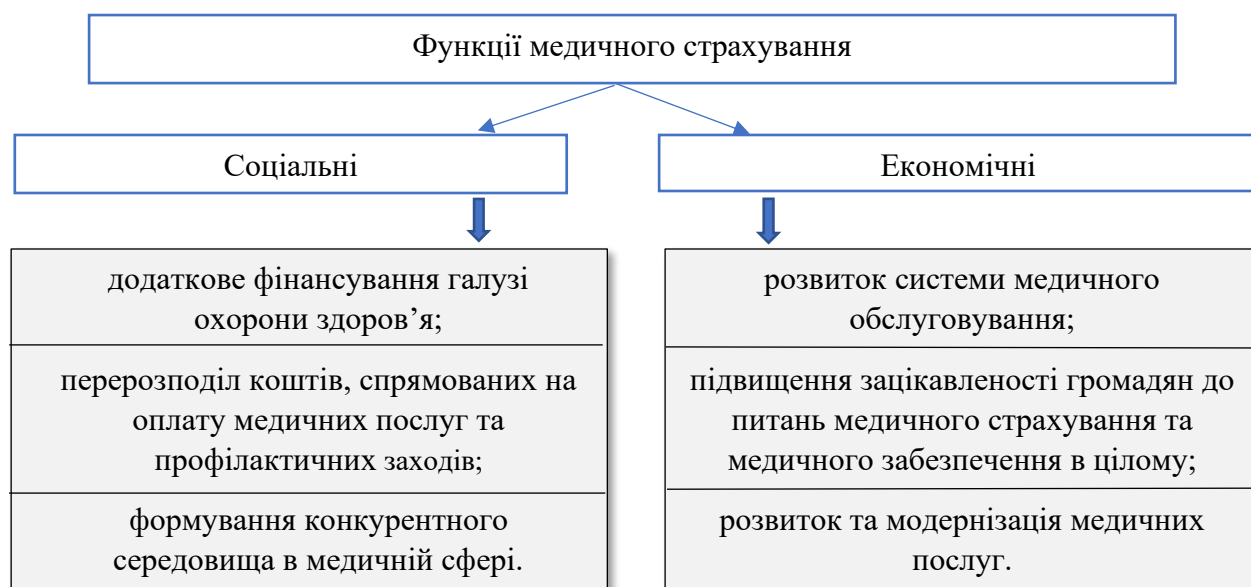 Функції медичного страхування
Соціальні
Економічні
додаткове фінансування галузі
охорони здоров’я;
перерозподіл коштів, спрямованих на
оплату медичних послуг та
профілактичних заходів;
формування конкурентного
середовища в медичній сфері.
розвиток системи медичного
обслуговування;
підвищення зацікавленості громадян до
питань медичного страхування та
медичного забезпечення в цілому;
розвиток та модернізація медичних
послуг.